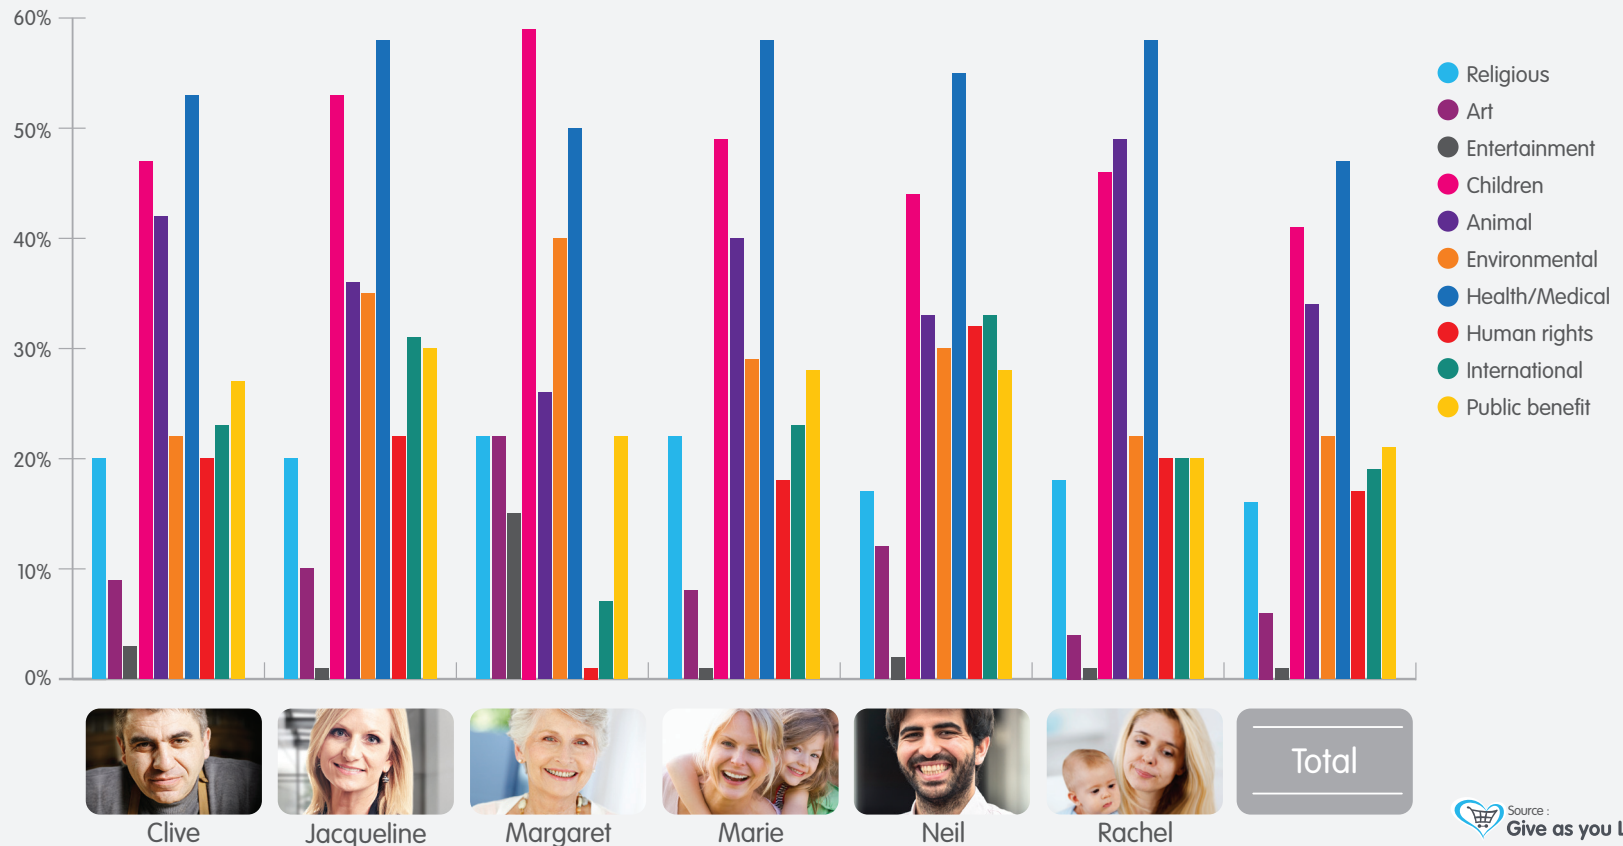 60%
50%
40%
30%
20%
10%
0%
Religious
Art
Entertainment
Children
Animal
Environmental
Health/Medical
Human rights
International
Public benefit
Clive
Jacqueline
Margaret
Marie
Neil
Rachel
Total
Source :
Give as you L